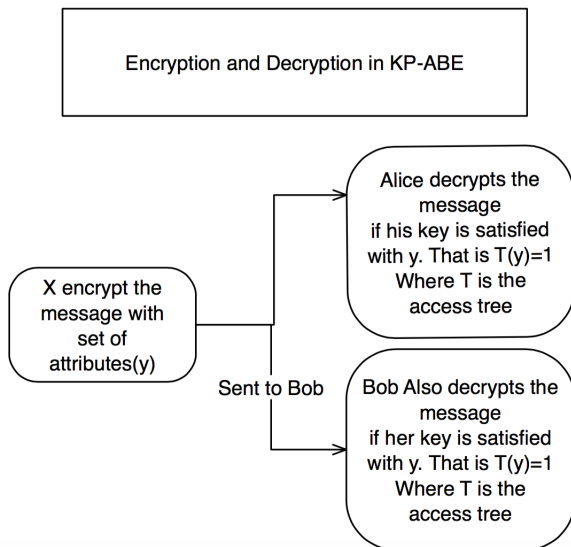 Encryption and Decryption in KP-ABE
Alice decrypts the
message
if his key is satisfied
with y. That is T(y)=1
Where T is the
access tree
X encrypt the
message with
set of
attributes(y)
Sent to Bob
Bob Also decrypts the
message
if her key is satisfied
with y. That is T(y)=1
Where T is the
access tree